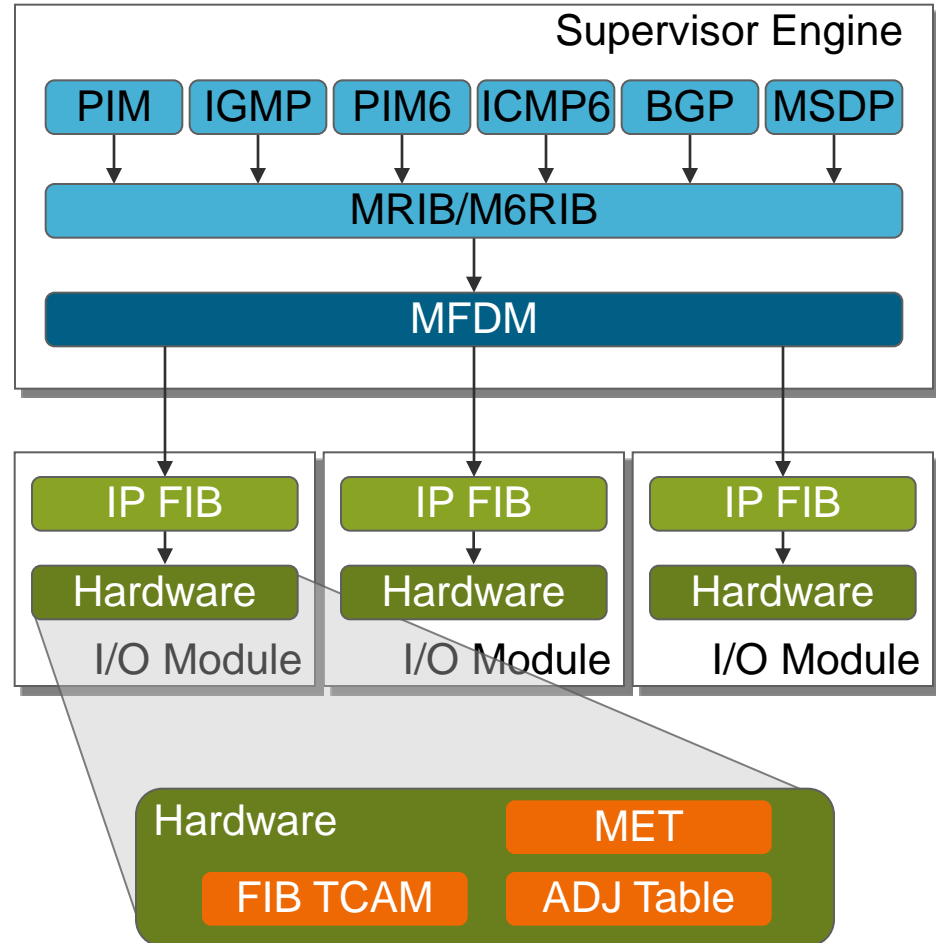 Supervisor Engine
PIM IGMP PIM6 ICMP6 BGP MSDP
MRIB/M6RIB
MFDM
IP FIB IP FIB IP FIB
Hardware Hardware Hardware
I/O Module I/O Module I/O Module
Hardware MET
FIB TCAM ADJ Table